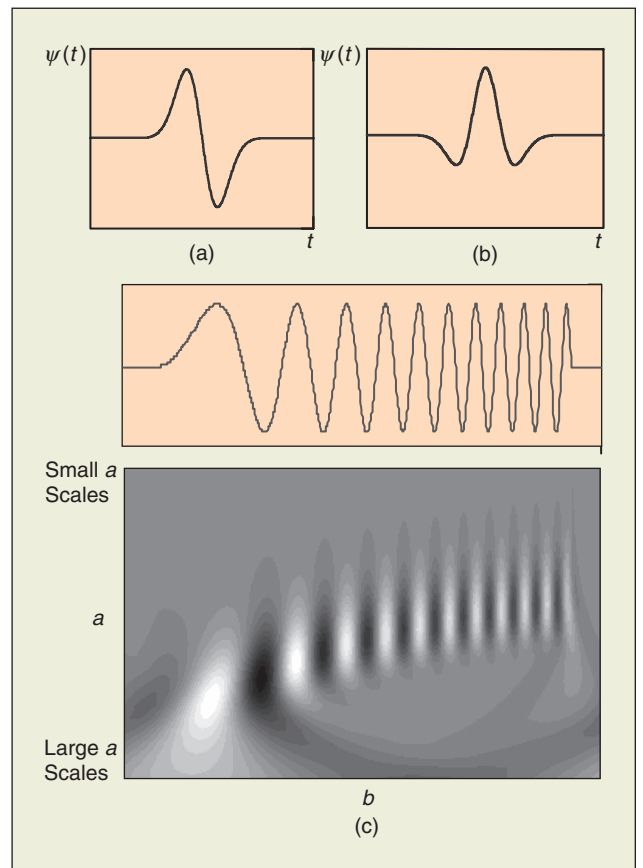 ψ(t)
ψ(t)
t
t
(a)
(b)
Small a
Scales
a
Large a
Scales
b
(c)